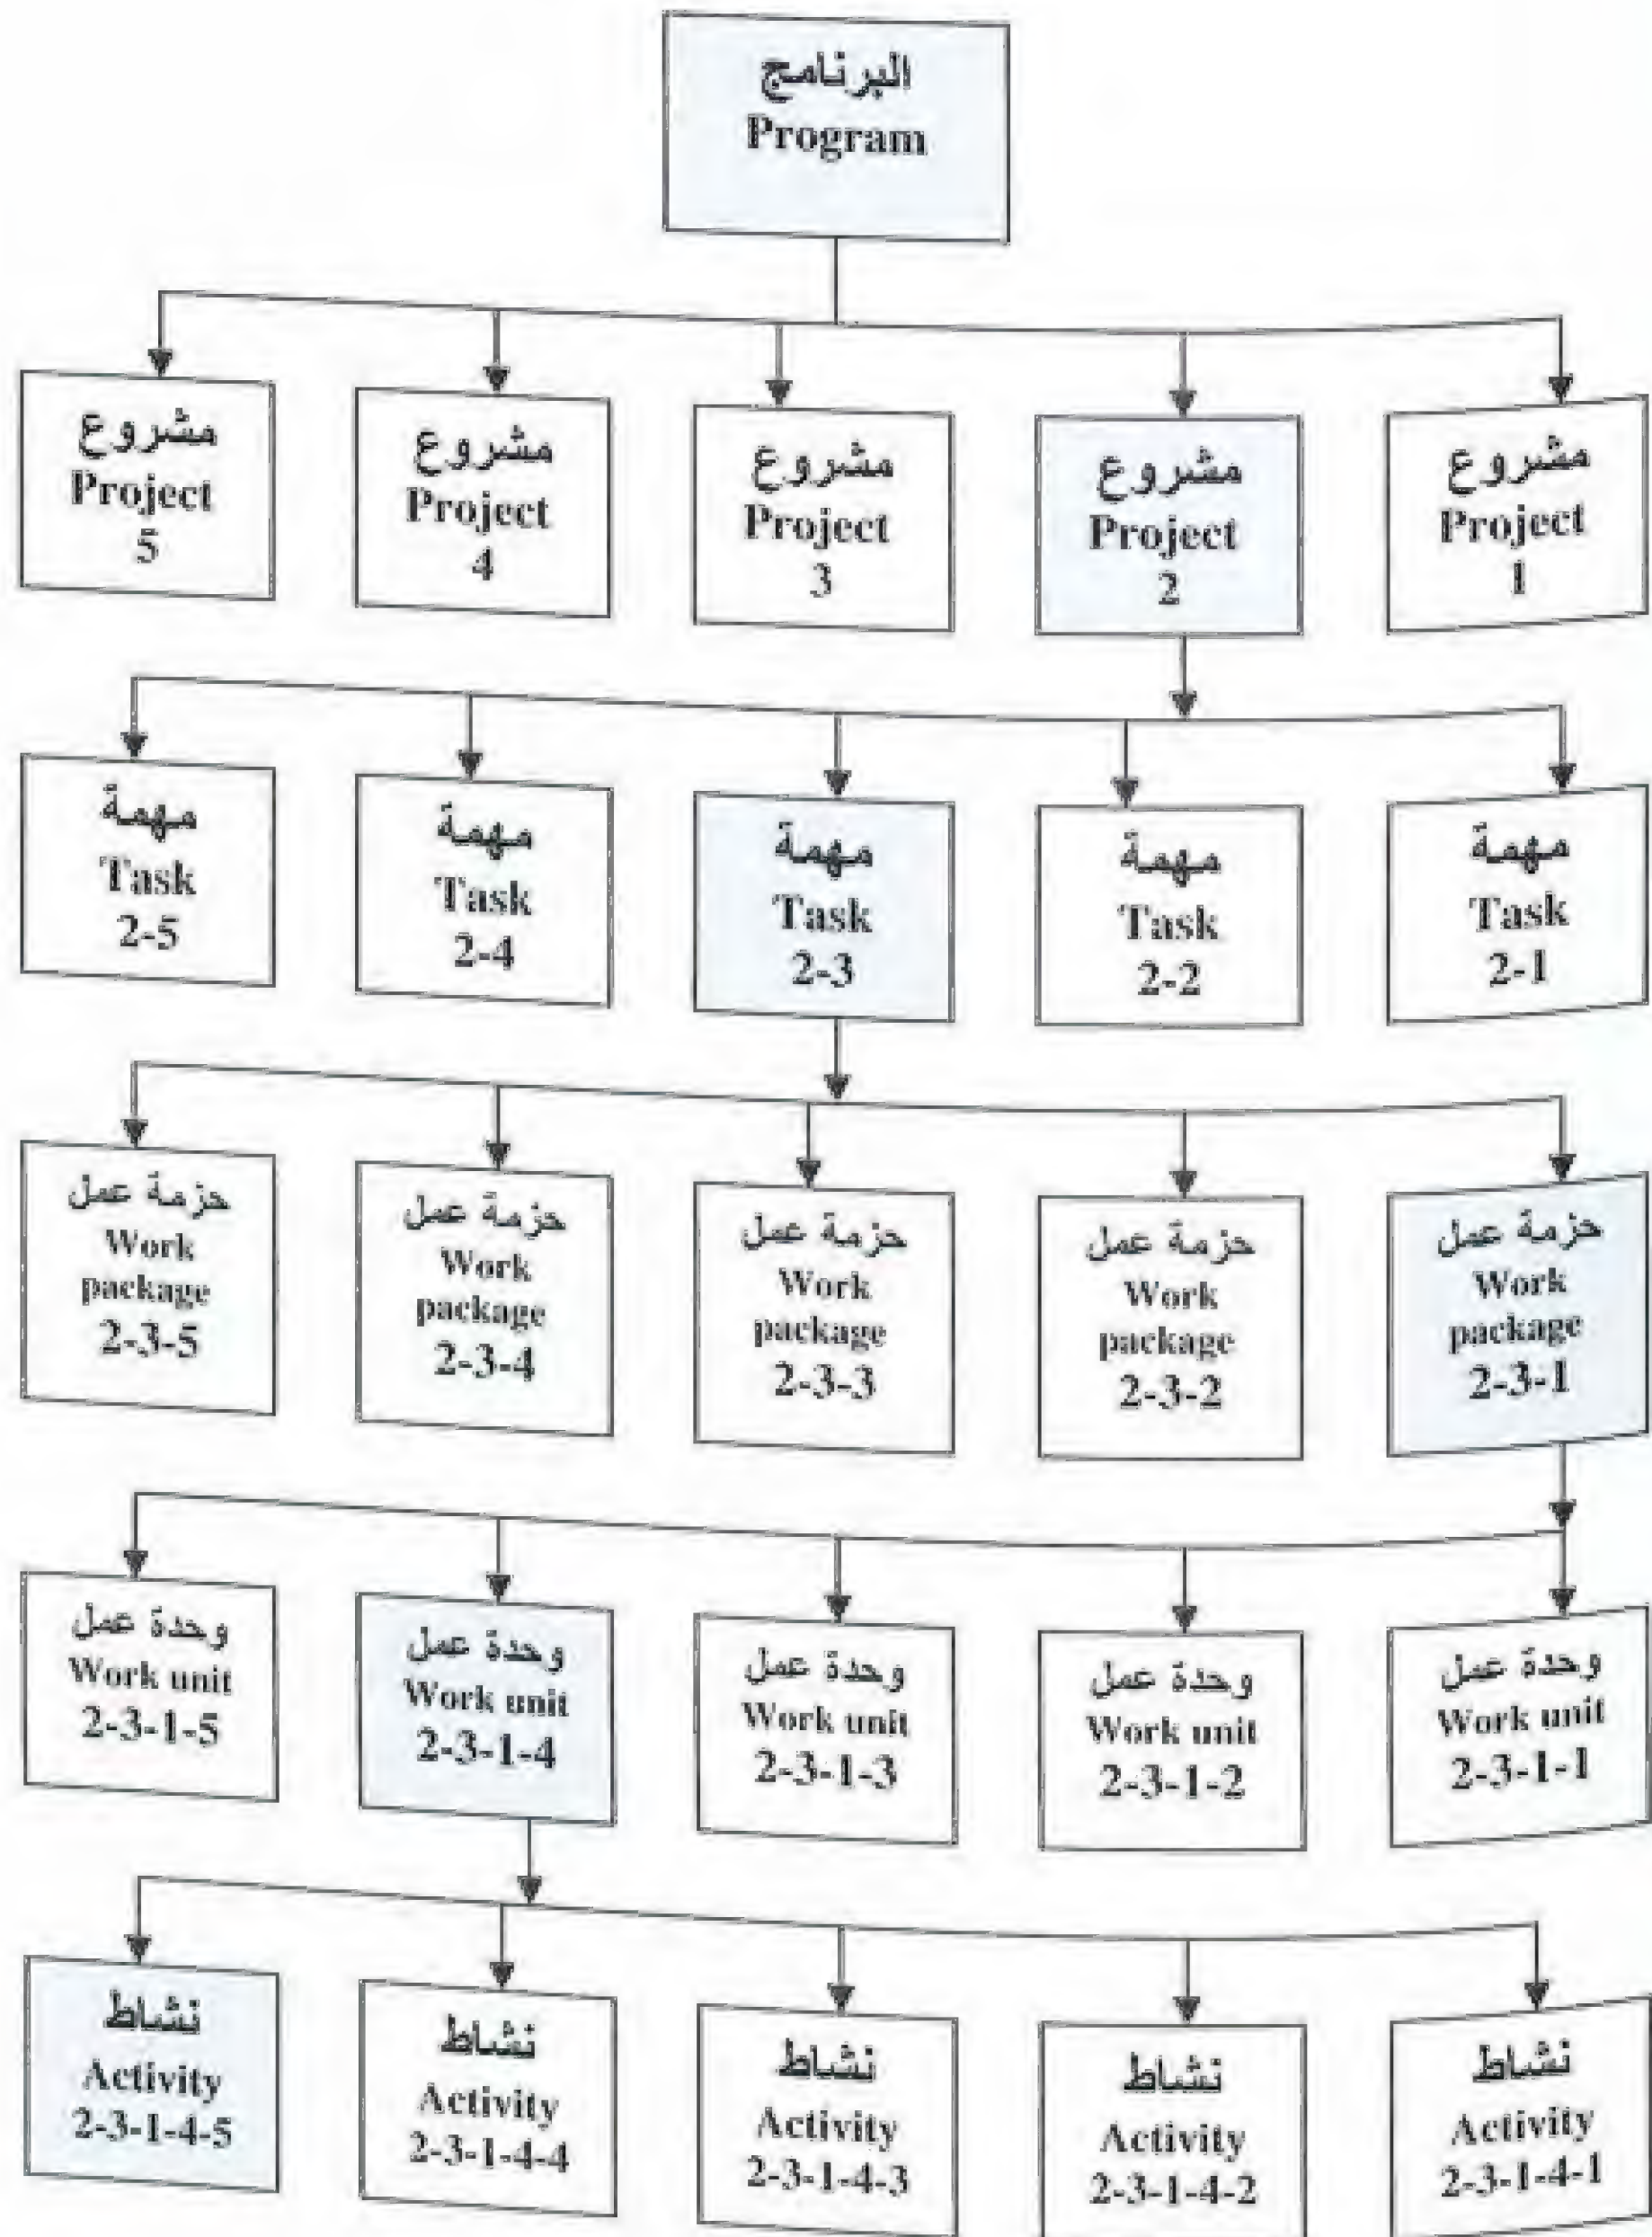 البرنامج
Program
مشروع
Project
1
مشروع
Project
2
مشروع
Project
3
مشروع
Project
4
مشروع
Project
5
مهمة
Task
2-1
مهمة
Task
2-2
مهمة
Task
2-3
مهمة
Task
2-4
مهمة
Task
2-5
حزمة عمل
Work
package
2-3-1
حزمة عمل
Work
package
2-3-2
حزمة عمل
Work
package
2-3-3
حزمة عمل
Work
package
2-3-4
حزمة عمل
Work
package
2-3-5
وحدة عمل
Work unit
2-3-1-1
وحدة عمل
Work unit
2-3-1-2
وحدة عمل
Work unit
2-3-1-3
وحدة عمل
Work unit
2-3-1-4
وحدة عمل
Work unit
2-3-1-5
نشاط
Activity
2-3-1-4-1
نشاط
Activity
2-3-1-4-2
نشاط
Activity
2-3-1-4-3
نشاط
Activity
2-3-1-4-4
نشاط
Activity
2-3-1-4-5